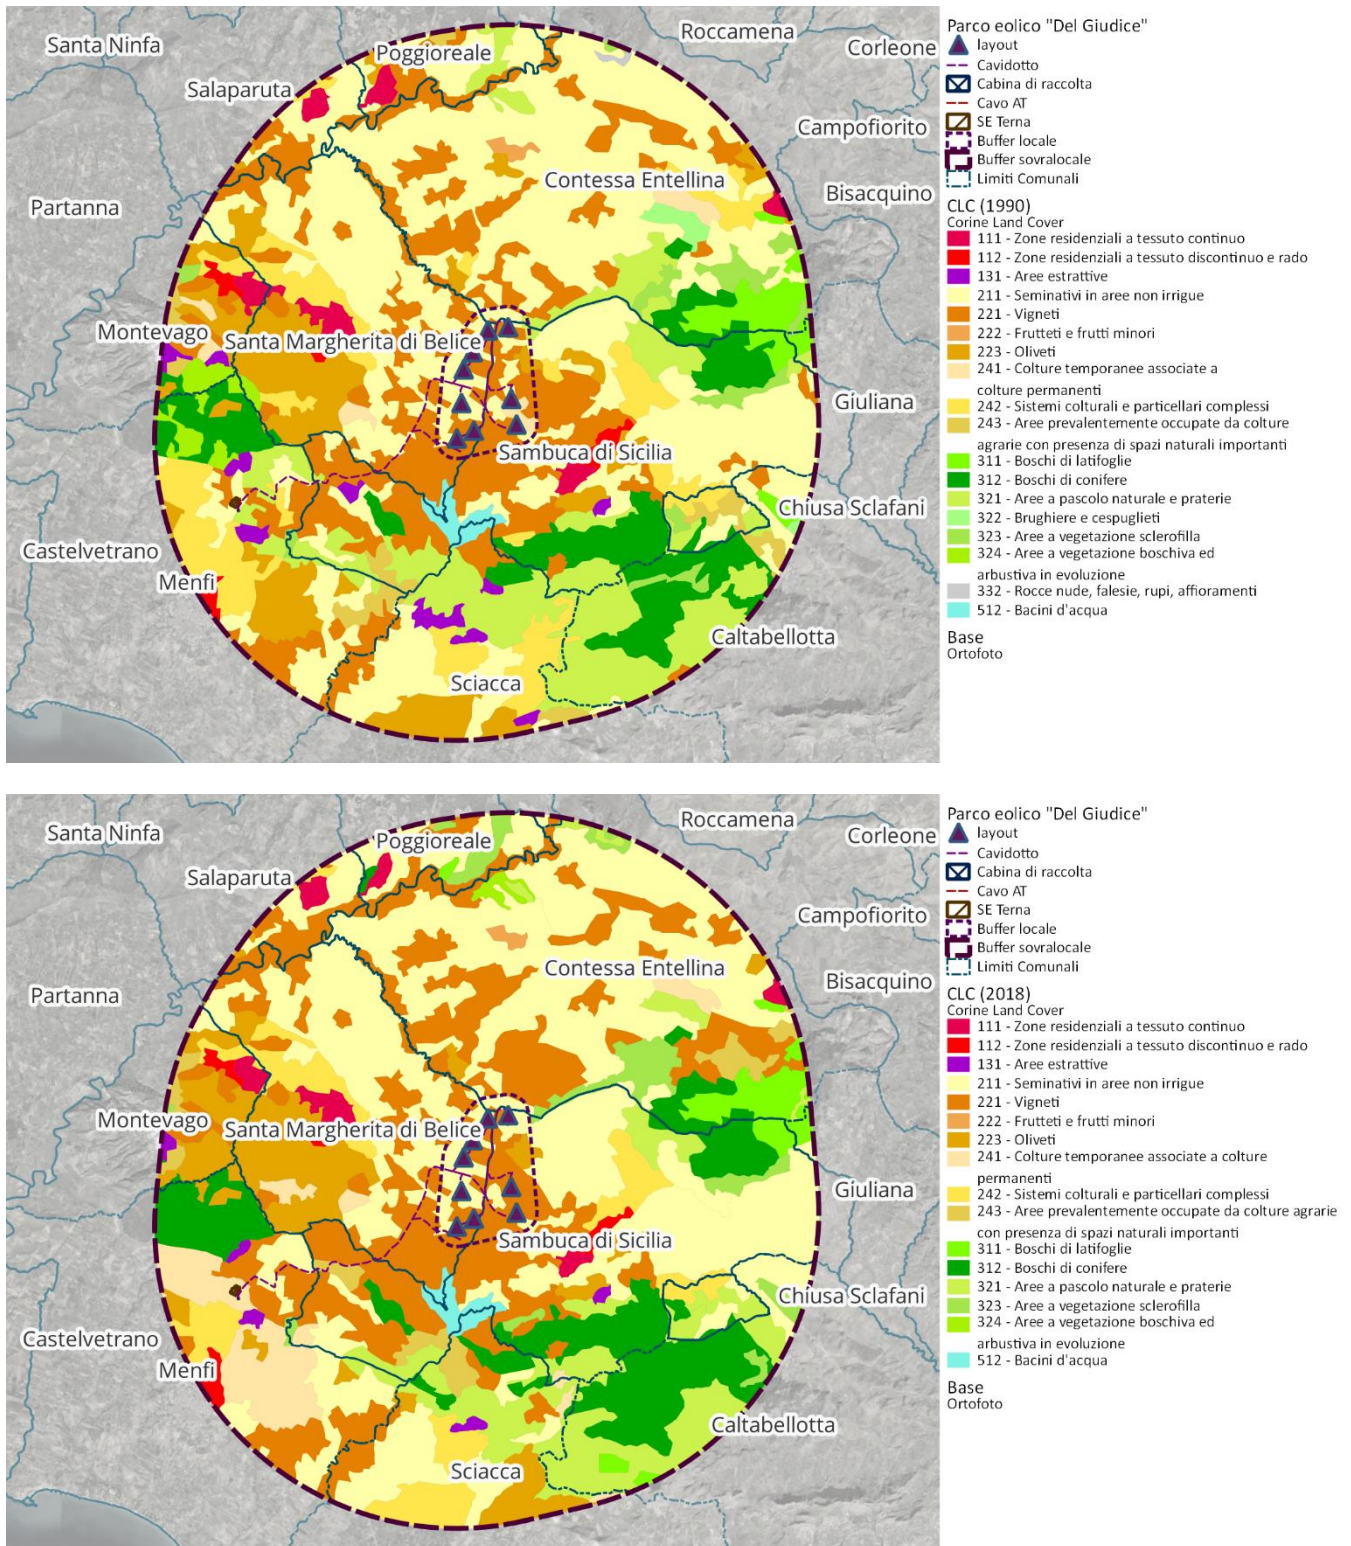 Santa Ninfa
Poggioreale
Roccamena
Corleone
Salaparuta
Campofiorito
Contessa Entellina
Bisacquino
Partanna
Montevago
Santa Margherita di Belice
Giuliana
Sambuca di Sicilia
Chiusa Sclafani
Castelvetrano
Menfi
Caltabellotta
Sciacca
Parco eolico "Del Giudice"
layout
Cavidotto
Cabina di raccolta
Cavo AT
SE Terna
Buffer locale
Buffer sovralocale
Limiti Comunali
CLC (1990)
Corine Land Cover
111 - Zone residenziali a tessuto continuo
112 - Zone residenziali a tessuto discontinuo e rado
131 - Aree estrattive
211 - Seminativi in aree non irrigue
221 - Vigneti
222 - Frutteti e frutti minori
223 - Oliveti
241 - Colture temporanee associate a
colture permanenti
242 - Sistemi colturali e particellari complessi
243 - Aree prevalentemente occupate da colture
agrarie con presenza di spazi naturali importanti
311 - Boschi di latifoglie
312 - Boschi di conifere
321 - Aree a pascolo naturale e praterie
322 - Brughiere e cespuglieti
323 - Aree a vegetazione sclerofilla
324 - Aree a vegetazione boschiva ed
arbustiva in evoluzione
332 - Rocce nude, falesie, rupi, affioramenti
512 - Bacini d'acqua
Base
Ortofoto
Santa Ninfa
Poggioreale
Roccamena
Corleone
Salaparuta
Campofiorito
Contessa Entellina
Bisacquino
Partanna
Montevago
Santa Margherita di Belice
Giuliana
Sambuca di Sicilia
Chiusa Sclafani
Castelvetrano
Menfi
Caltabellotta
Sciacca
Parco eolico "Del Giudice"
layout
Cavidotto
Cabina di raccolta
Cavo AT
SE Terna
Buffer locale
Buffer sovralocale
Limiti Comunali
CLC (2018)
Corine Land Cover
111 - Zone residenziali a tessuto continuo
112 - Zone residenziali a tessuto discontinuo e rado
131 - Aree estrattive
211 - Seminativi in aree non irrigue
221 - Vigneti
222 - Frutteti e frutti minori
223 - Oliveti
241 - Colture temporanee associate a colture
permanenti
242 - Sistemi colturali e particellari complessi
243 - Aree prevalentemente occupate da colture agrarie
con presenza di spazi naturali importanti
311 - Boschi di latifoglie
312 - Boschi di conifere
321 - Aree a pascolo naturale e praterie
323 - Aree a vegetazione sclerofilla
324 - Aree a vegetazione boschiva ed
arbustiva in evoluzione
512 - Bacini d'acqua
Base
Ortofoto